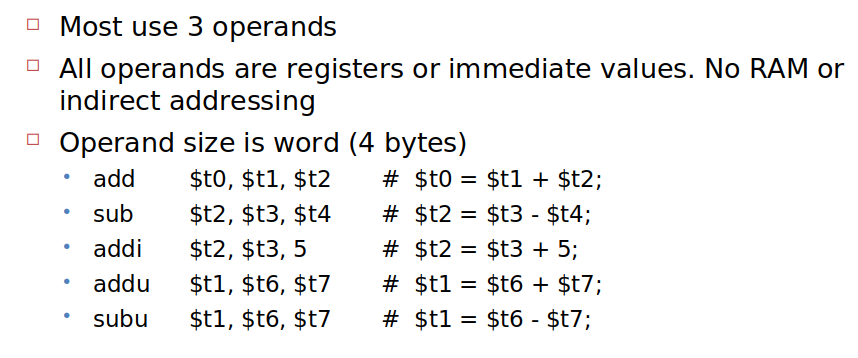 Most use 3 operands
All operands are registers or immediate values. No RAM or
indirect addressing
Operand size is word (4 bytes)
add $t0, $t1, $t2 # $t0 = $t1 + $t2;
sub $t2, $t3, $t4 # $t2 = $t3 - $t4;
addi $t2, $t3, 5 # $t2 = $t3 + 5;
addu $t1, $t6, $t7 # $t1 = $t6 + $t7;
subu $t1, $t6, $t7 # $t1 = $t6 - $t7;